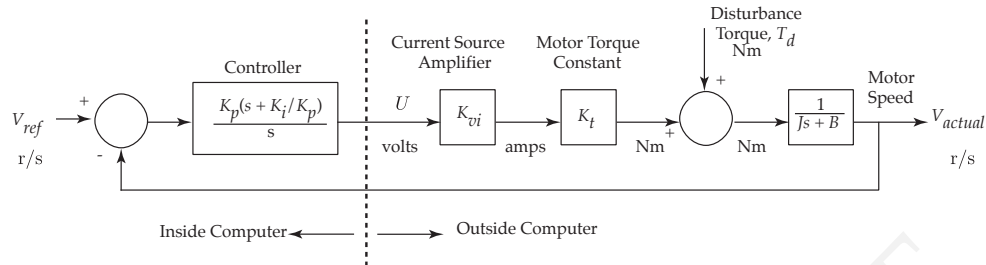 Disturbance
Torque, T_d
Nm
Current Source
Amplifier
Motor Torque
Constant
Controller
Motor
Speed
+
V_ref
r/s
-
K_p(s + K_i/K_p)
s
U
volts
K_vi
amps
K_t
Nm
+
+
Nm
1
Js + B
V_actual
r/s
Inside Computer
Outside Computer